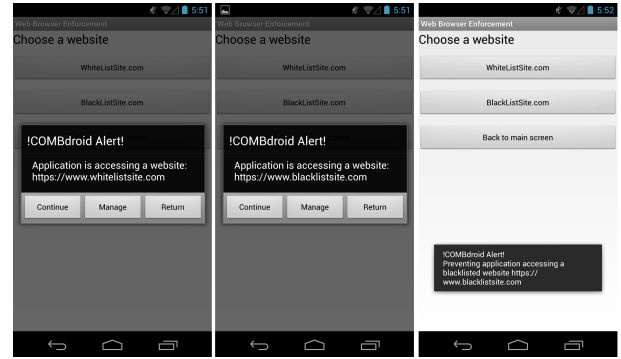 5:51
Web Browser Enforcement
Choose a website
WhiteListSite.com
BlackListSite.com
!COMBdroid Alert!
Application is accessing a website:
https://www.whitelistsite.com
Continue Manage Return
5:51
Web Browser Enforcement
Choose a website
WhiteListSite.com
BlackListSite.com
!COMBdroid Alert!
Application is accessing a website:
https://www.blacklistsite.com
Continue Manage Return
5:52
Web Browser Enforcement
Choose a website
WhiteListSite.com
BlackListSite.com
Back to main screen
!COMBdroid Alert!
Preventing application accessing a
blacklisted website https://
www.blacklistsite.com